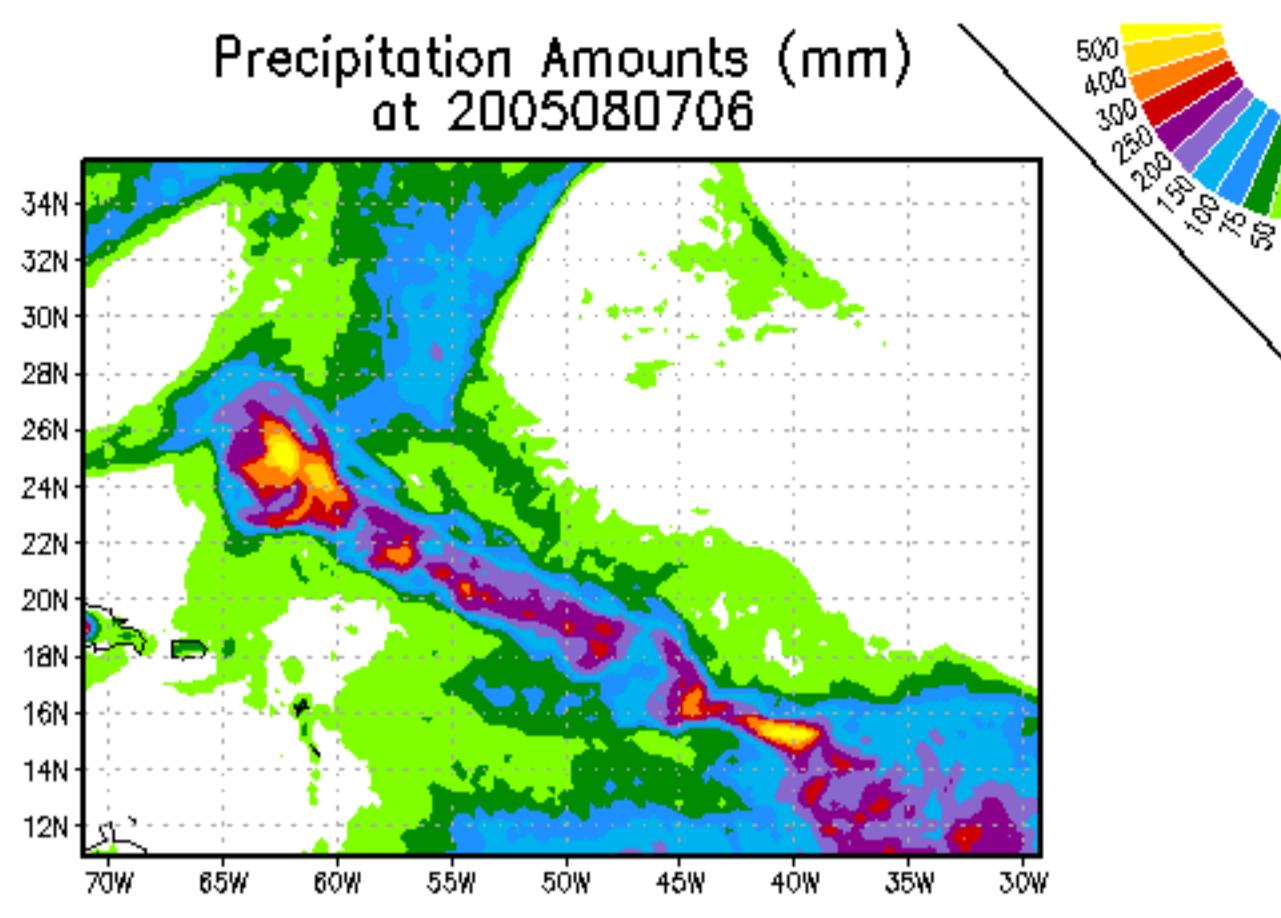 Precipitation Amounts (mm)
at 2005080706
500
400
300
250
200
150
100
75
50
34N
32N
30N
28N
26N
24N
22N
20N
18N
16N
14N
12N
70W 65W 60W 55W 50W 45W 40W 35W 30W